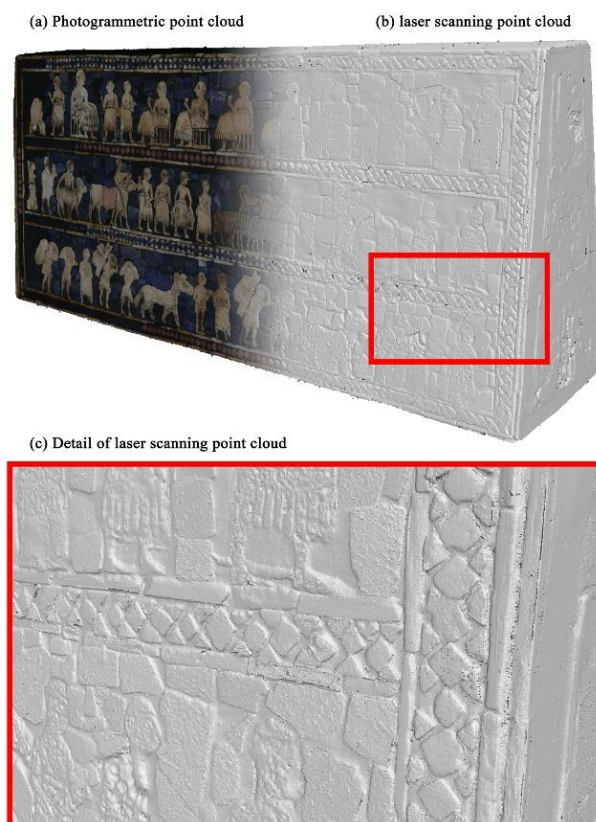 (a) Photogrammetric point cloud
(b) laser scanning point cloud
(c) Detail of laser scanning point cloud